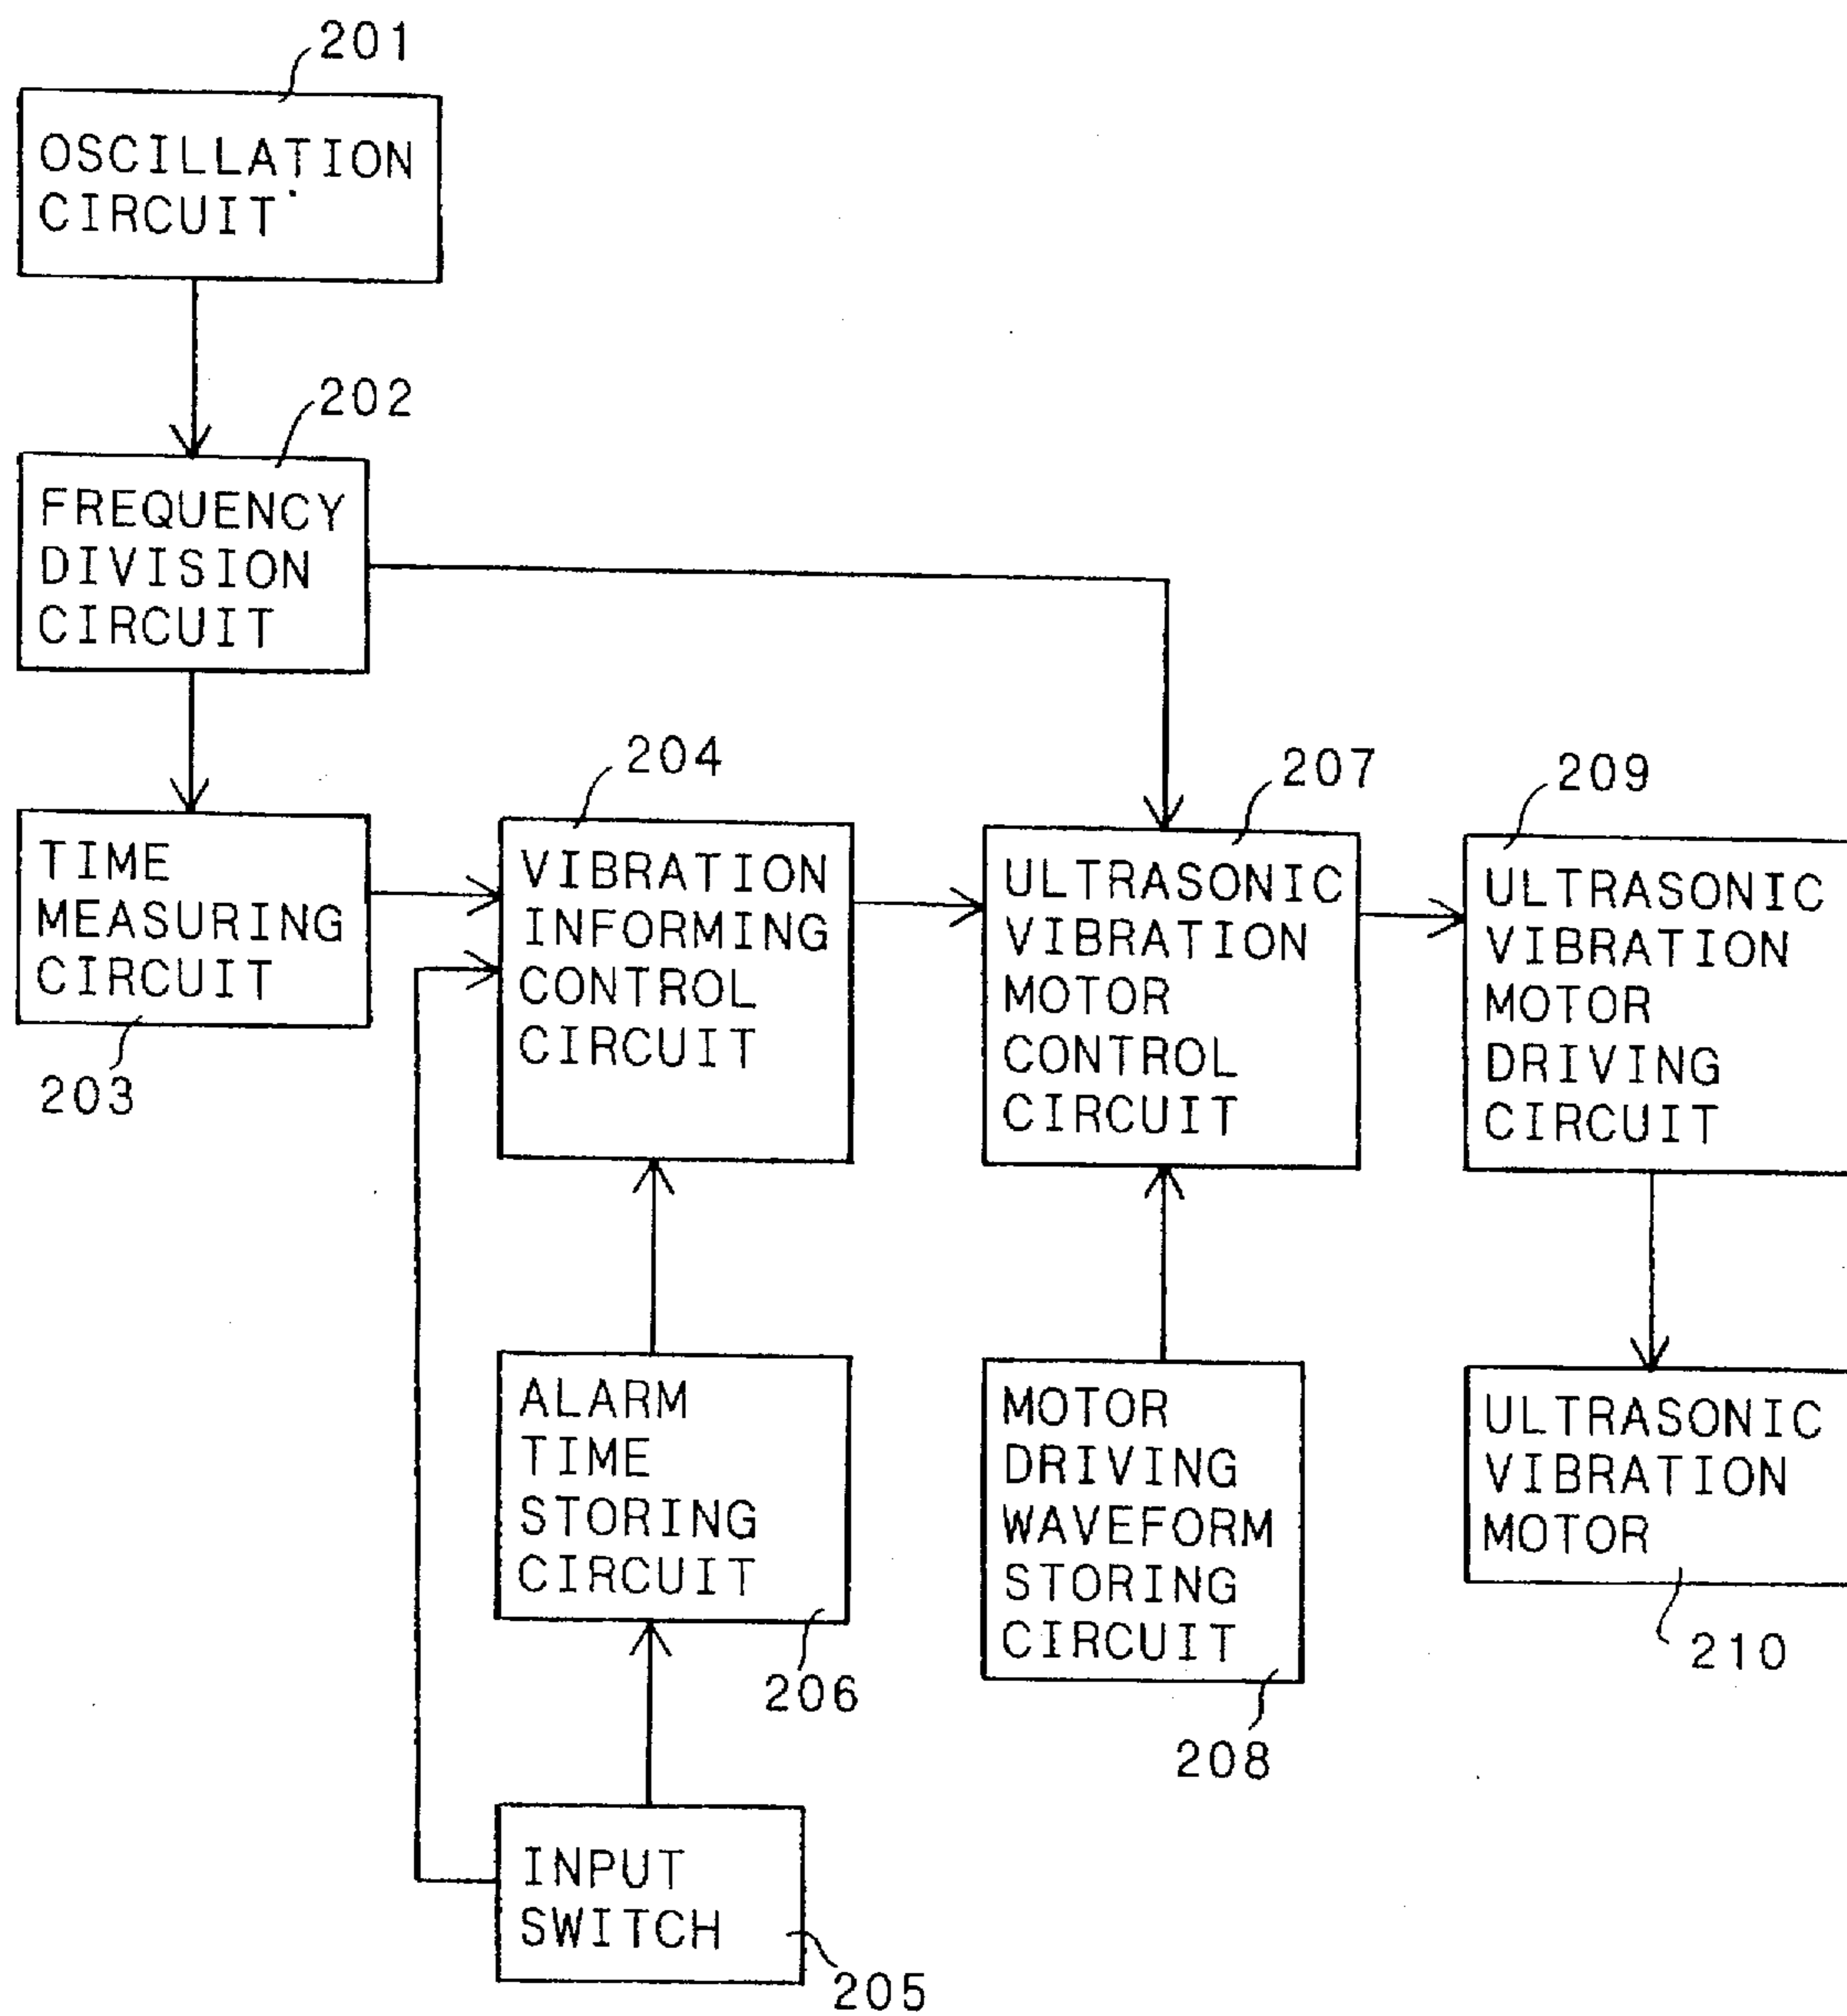 201
OSCILLATION
CIRCUIT
202
FREQUENCY
DIVISION
CIRCUIT
TIME
MEASURING
CIRCUIT
203
204
VIBRATION
INFORMING
CONTROL
CIRCUIT
207
ULTRASONIC
VIBRATION
MOTOR
CONTROL
CIRCUIT
209
ULTRASONIC
VIBRATION
MOTOR
DRIVING
CIRCUIT
ALARM
TIME
STORING
CIRCUIT
206
MOTOR
DRIVING
WAVEFORM
STORING
CIRCUIT
208
ULTRASONIC
VIBRATION
MOTOR
210
INPUT
SWITCH
205